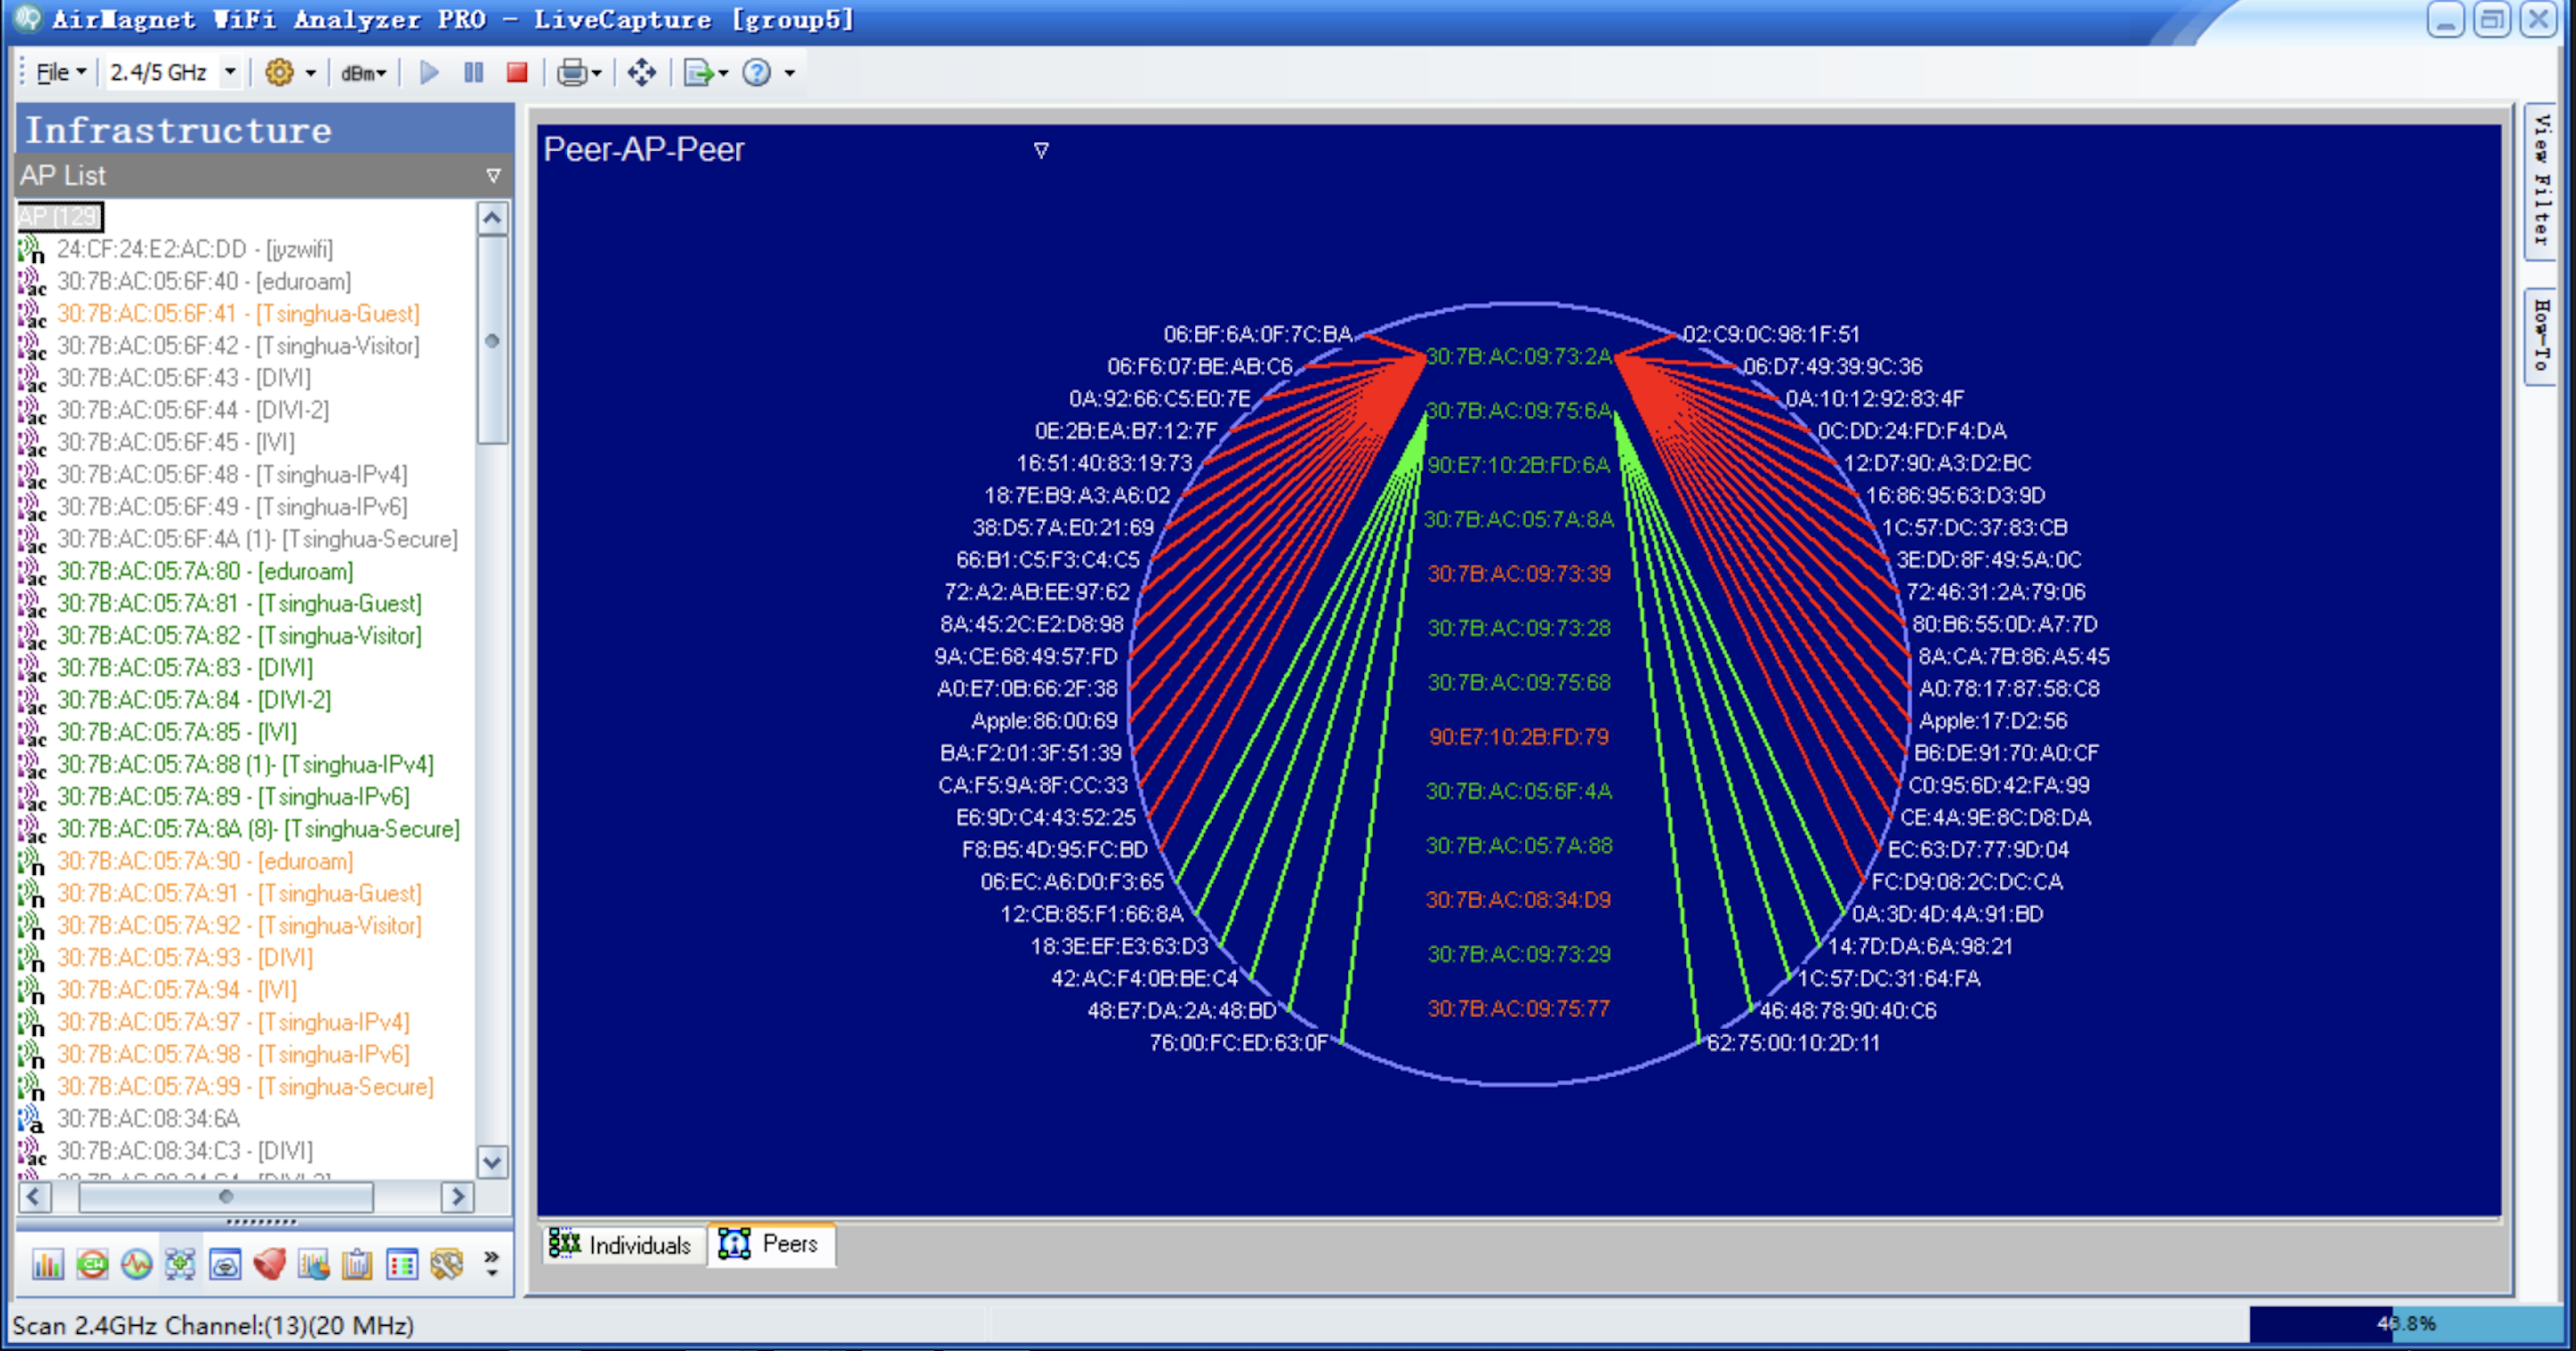 AirMagnet WiFi Analyzer PRO - LiveCapture [group5]
File 2.4/5 GHz dBm
Infrastructure
AP List
AP [129]
24:CF:24:E2:AC:DD - [jyzwifi]
30:7B:AC:05:6F:40 - [eduroam]
30:7B:AC:05:6F:41 - [Tsinghua-Guest]
30:7B:AC:05:6F:42 - [Tsinghua-Visitor]
30:7B:AC:05:6F:43 - [DIVI]
30:7B:AC:05:6F:44 - [DIVI-2]
30:7B:AC:05:6F:45 - [IVI]
30:7B:AC:05:6F:48 - [Tsinghua-IPv4]
30:7B:AC:05:6F:49 - [Tsinghua-IPv6]
30:7B:AC:05:6F:4A (1)- [Tsinghua-Secure]
30:7B:AC:05:7A:80 - [eduroam]
30:7B:AC:05:7A:81 - [Tsinghua-Guest]
30:7B:AC:05:7A:82 - [Tsinghua-Visitor]
30:7B:AC:05:7A:83 - [DIVI]
30:7B:AC:05:7A:84 - [DIVI-2]
30:7B:AC:05:7A:85 - [IVI]
30:7B:AC:05:7A:88 (1)- [Tsinghua-IPv4]
30:7B:AC:05:7A:89 - [Tsinghua-IPv6]
30:7B:AC:05:7A:8A (8)- [Tsinghua-Secure]
30:7B:AC:05:7A:90 - [eduroam]
30:7B:AC:05:7A:91 - [Tsinghua-Guest]
30:7B:AC:05:7A:92 - [Tsinghua-Visitor]
30:7B:AC:05:7A:93 - [DIVI]
30:7B:AC:05:7A:94 - [IVI]
30:7B:AC:05:7A:97 - [Tsinghua-IPv4]
30:7B:AC:05:7A:98 - [Tsinghua-IPv6]
30:7B:AC:05:7A:99 - [Tsinghua-Secure]
30:7B:AC:08:34:6A
30:7B:AC:08:34:C3 - [DIVI]
Peer-AP-Peer
06:BF:6A:0F:7C:BA
06:F6:07:BE:AB:C6
0A:92:66:C5:E0:7E
0E:2B:EA:B7:12:7F
16:51:40:83:19:73
18:7E:B9:A3:A6:02
38:D5:7A:E0:21:69
66:B1:C5:F3:C4:C5
72:A2:AB:EE:97:62
8A:45:2C:E2:D8:98
9A:CE:68:49:57:FD
A0:E7:0B:66:2F:38
Apple:86:00:69
BA:F2:01:3F:51:39
CA:F5:9A:8F:CC:33
E6:9D:C4:43:52:25
F8:B5:4D:95:FC:BD
06:EC:A6:D0:F3:65
12:CB:85:F1:66:8A
18:3E:EF:E3:63:D3
42:AC:F4:0B:BE:C4
48:E7:DA:2A:48:BD
76:00:FC:ED:63:0F
30:7B:AC:09:73:2A
30:7B:AC:09:75:6A
90:E7:10:2B:FD:6A
30:7B:AC:05:7A:8A
30:7B:AC:09:73:39
30:7B:AC:09:73:28
30:7B:AC:09:75:68
90:E7:10:2B:FD:79
30:7B:AC:05:6F:4A
30:7B:AC:05:7A:88
30:7B:AC:08:34:D9
30:7B:AC:09:73:29
30:7B:AC:09:75:77
02:C9:0C:98:1F:51
06:D7:49:39:9C:36
0A:10:12:92:83:4F
0C:DD:24:FD:F4:DA
12:D7:90:A3:D2:BC
16:86:95:63:D3:9D
1C:57:DC:37:83:CB
3E:DD:8F:49:5A:0C
72:46:31:2A:79:06
80:B6:55:0D:A7:7D
8A:CA:7B:86:A5:45
A0:78:17:87:58:C8
Apple:17:D2:56
B6:DE:91:70:A0:CF
C0:95:6D:42:FA:99
CE:4A:9E:8C:D8:DA
EC:63:D7:77:9D:04
FC:D9:08:2C:DC:CA
0A:3D:4D:4A:91:BD
14:7D:DA:6A:98:21
1C:57:DC:31:64:FA
46:48:78:90:40:C6
62:75:00:10:2D:11
View Filter
How-To
Individuals
Peers
Scan 2.4GHz Channel:(13)(20 MHz)